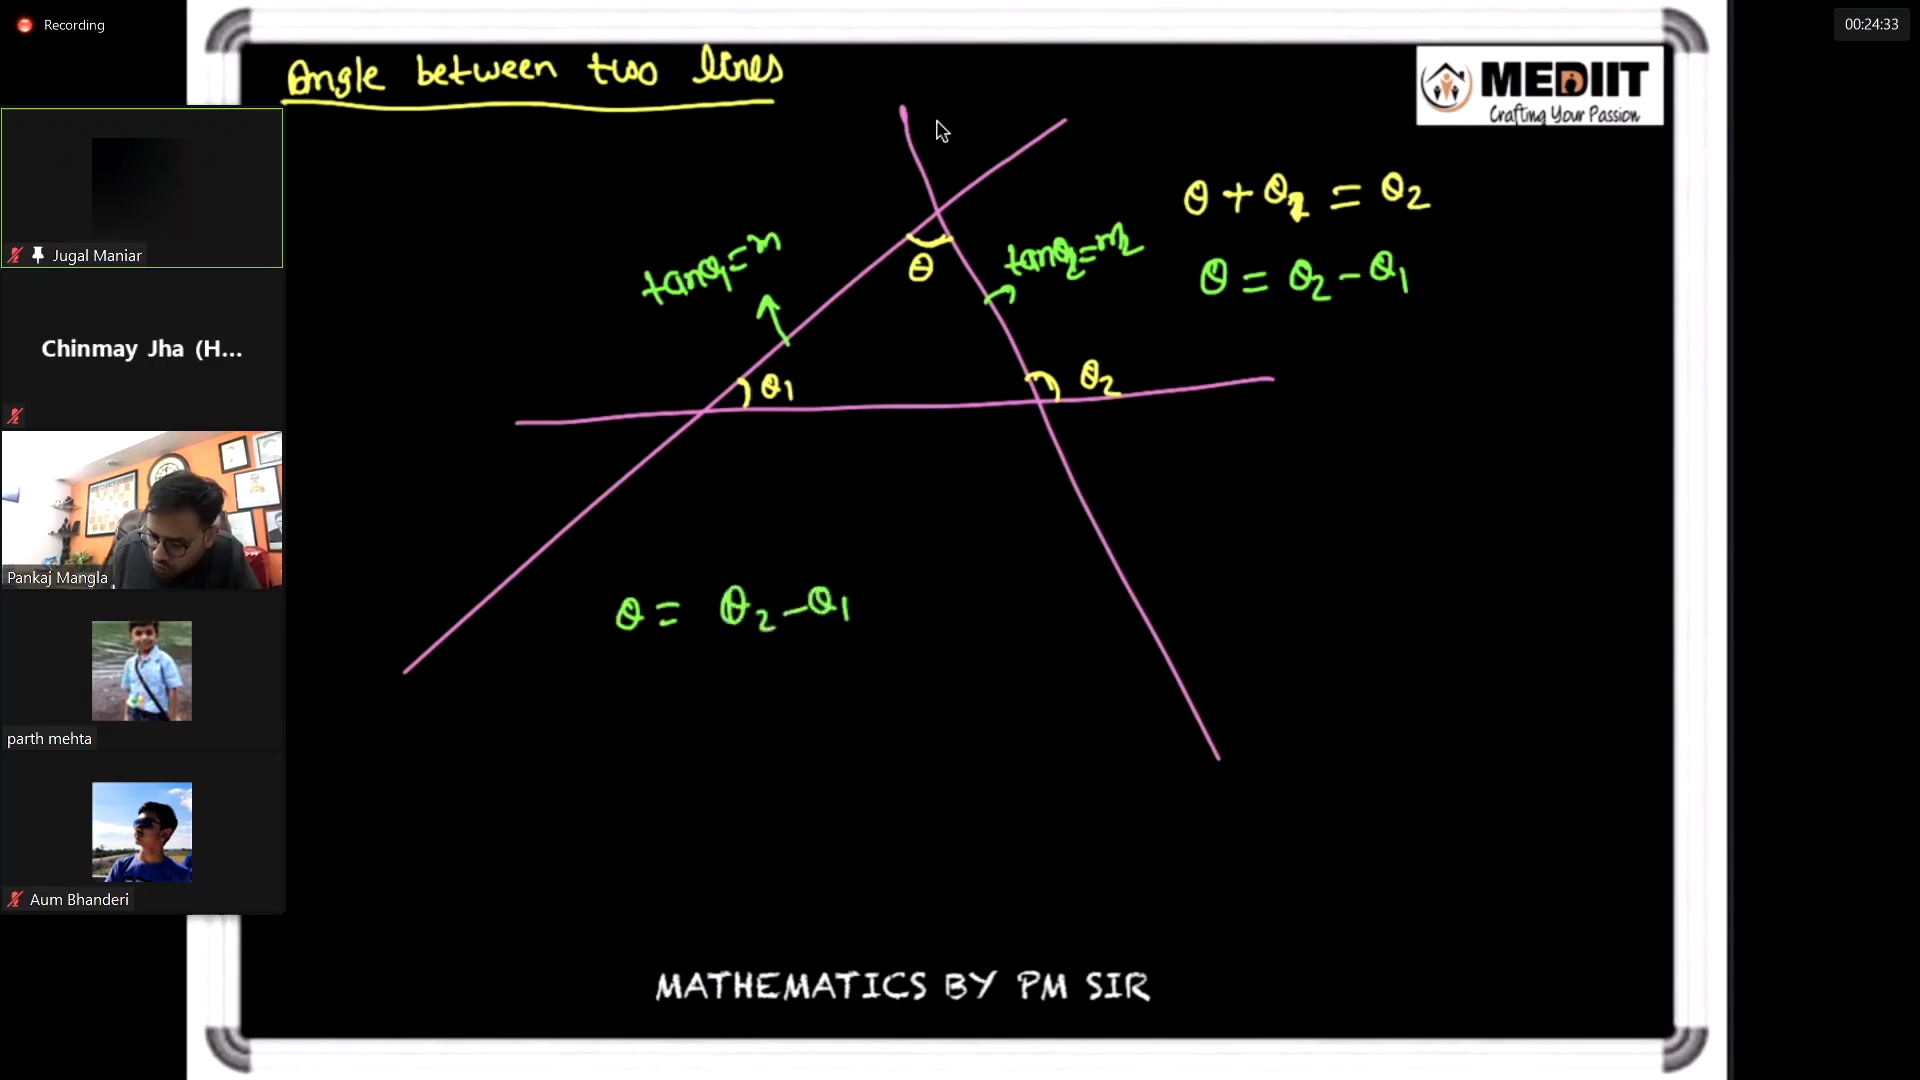 Recording
00:24:33
Angle between two lines
MEDIIT
Crafting Your Passion
Jugal Maniar
Chinmay Jha (H...
Pankaj Mangla
parth mehta
Aum Bhanderi
θ + θ₁ = θ₂
θ = θ₂ - θ₁
tanθ₁ = m
tanθ₂ = m₂
θ
θ₁
θ₂
θ = θ₂ - θ₁
MATHEMATICS BY PM SIR